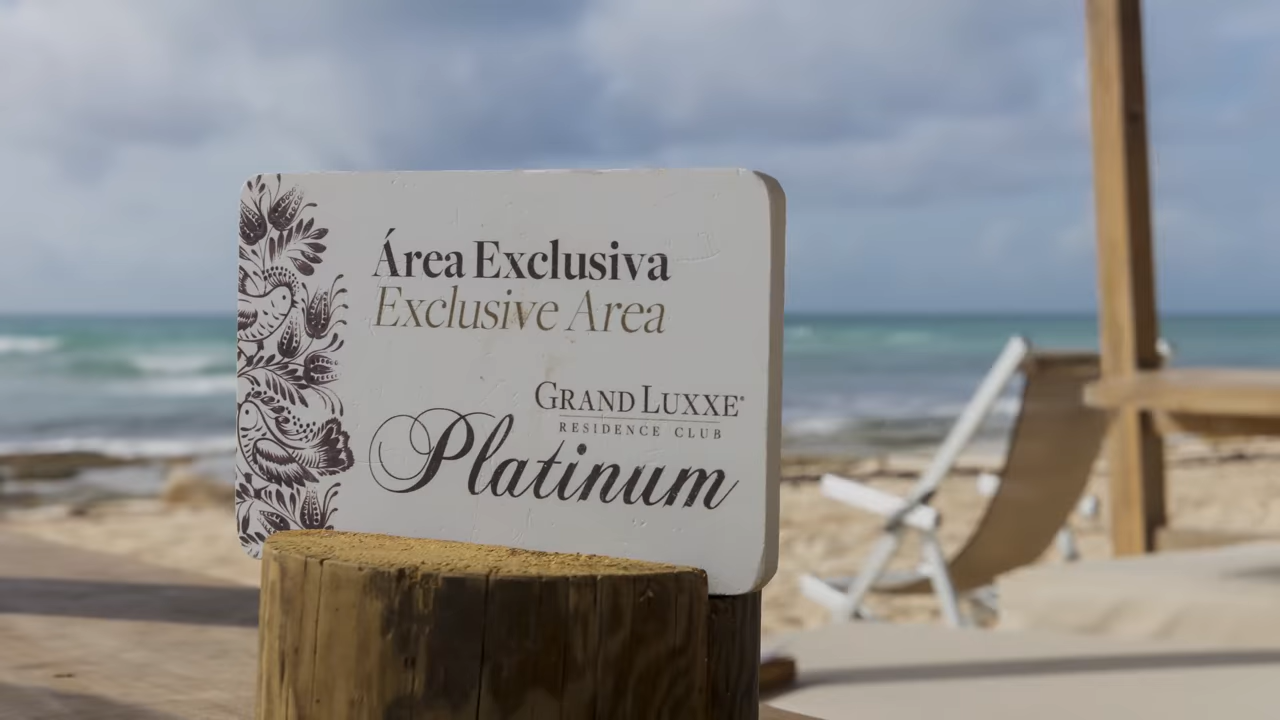 Área Exclusiva
Exclusive Area
GRAND LUXXE®
RESIDENCE CLUB
Platinum